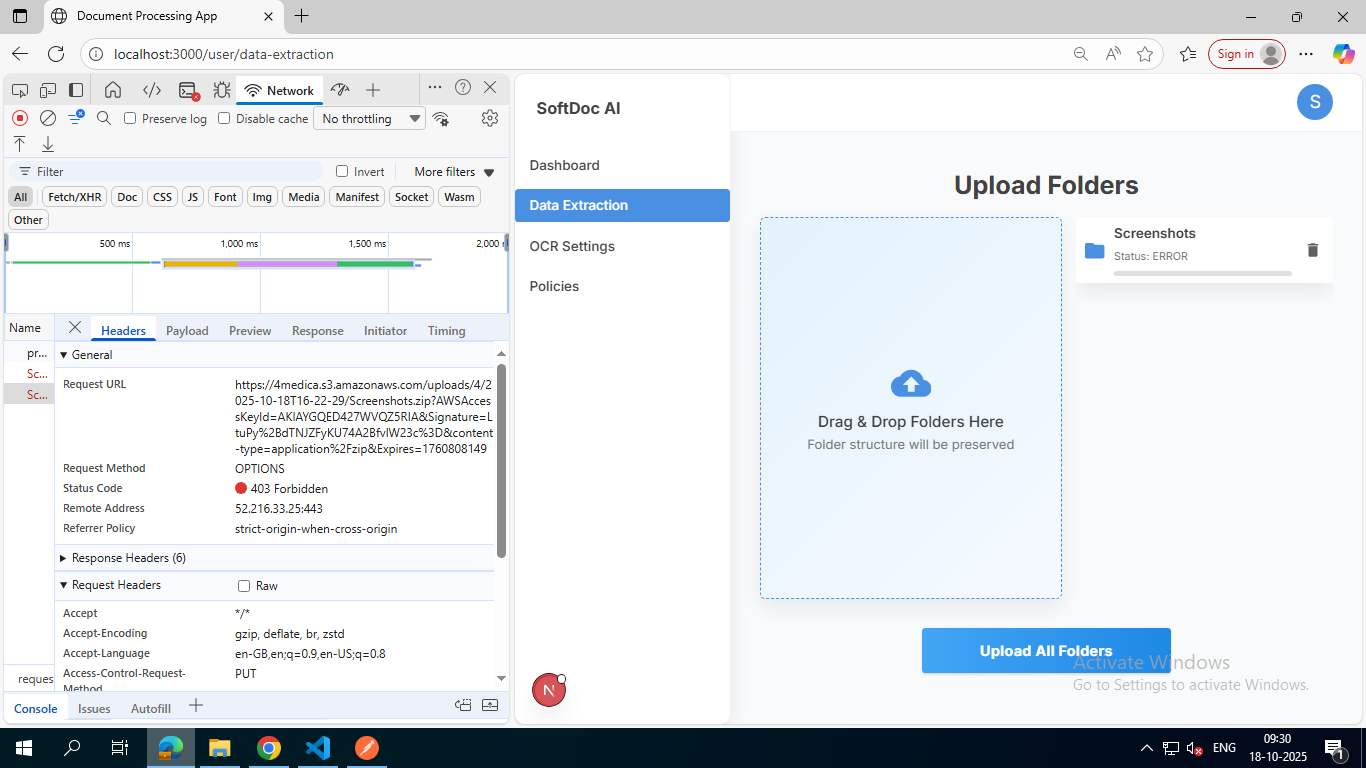 Document Processing App
localhost:3000/user/data-extraction
Sign in
Network
Preserve log
Disable cache
No throttling
Filter
Invert
More filters
All
Fetch/XHR
Doc
CSS
JS
Font
Img
Media
Manifest
Socket
Wasm
Other
500 ms
1,000 ms
1,500 ms
2,000
Name
Headers
Payload
Preview
Response
Initiator
Timing
pr...
Sc...
Sc...
General
Request URL
https://4medica.s3.amazonaws.com/uploads/4/2
025-10-18T16-22-29/Screenshots.zip?AWSAcces
sKeyId=AKIAYGQED427WVQZ5RIA&Signature=L
tuPy%2BdTNJZFyKU74A2BfvIW23c%3D&content
-type=application%2Fzip&Expires=1760808149
Request Method
OPTIONS
Status Code
403 Forbidden
Remote Address
52.216.33.25:443
Referrer Policy
strict-origin-when-cross-origin
Response Headers (6)
Request Headers
Raw
Accept
*/*
Accept-Encoding
gzip, deflate, br, zstd
Accept-Language
en-GB,en;q=0.9,en-US;q=0.8
Access-Control-Request-
Method
PUT
reques
Console
Issues
Autofill
SoftDoc AI
Dashboard
Data Extraction
OCR Settings
Policies
N
S
Upload Folders
Drag & Drop Folders Here
Folder structure will be preserved
Screenshots
Status: ERROR
Upload All Folders
Activate Windows
Go to Settings to activate Windows.
ENG
09:30
18-10-2025
1